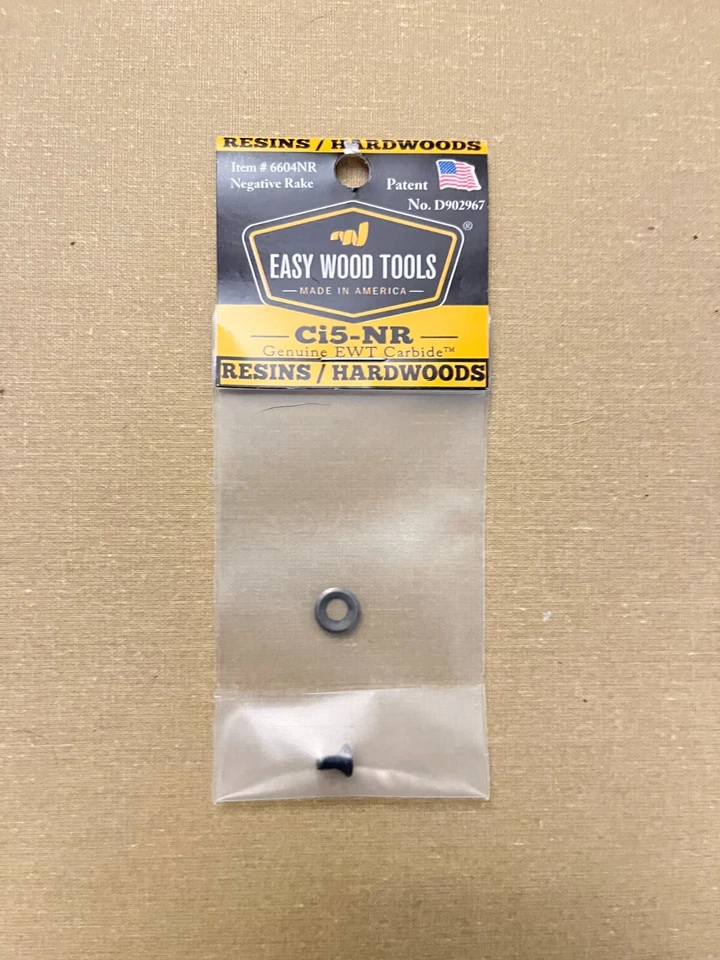 RESINS / HARDWOODS
Item # 6604NR
Negative Rake
Patent
No. D902967
®
EASY WOOD TOOLS
MADE IN AMERICA
Ci5-NR
Genuine EWT Carbide™
RESINS / HARDWOODS